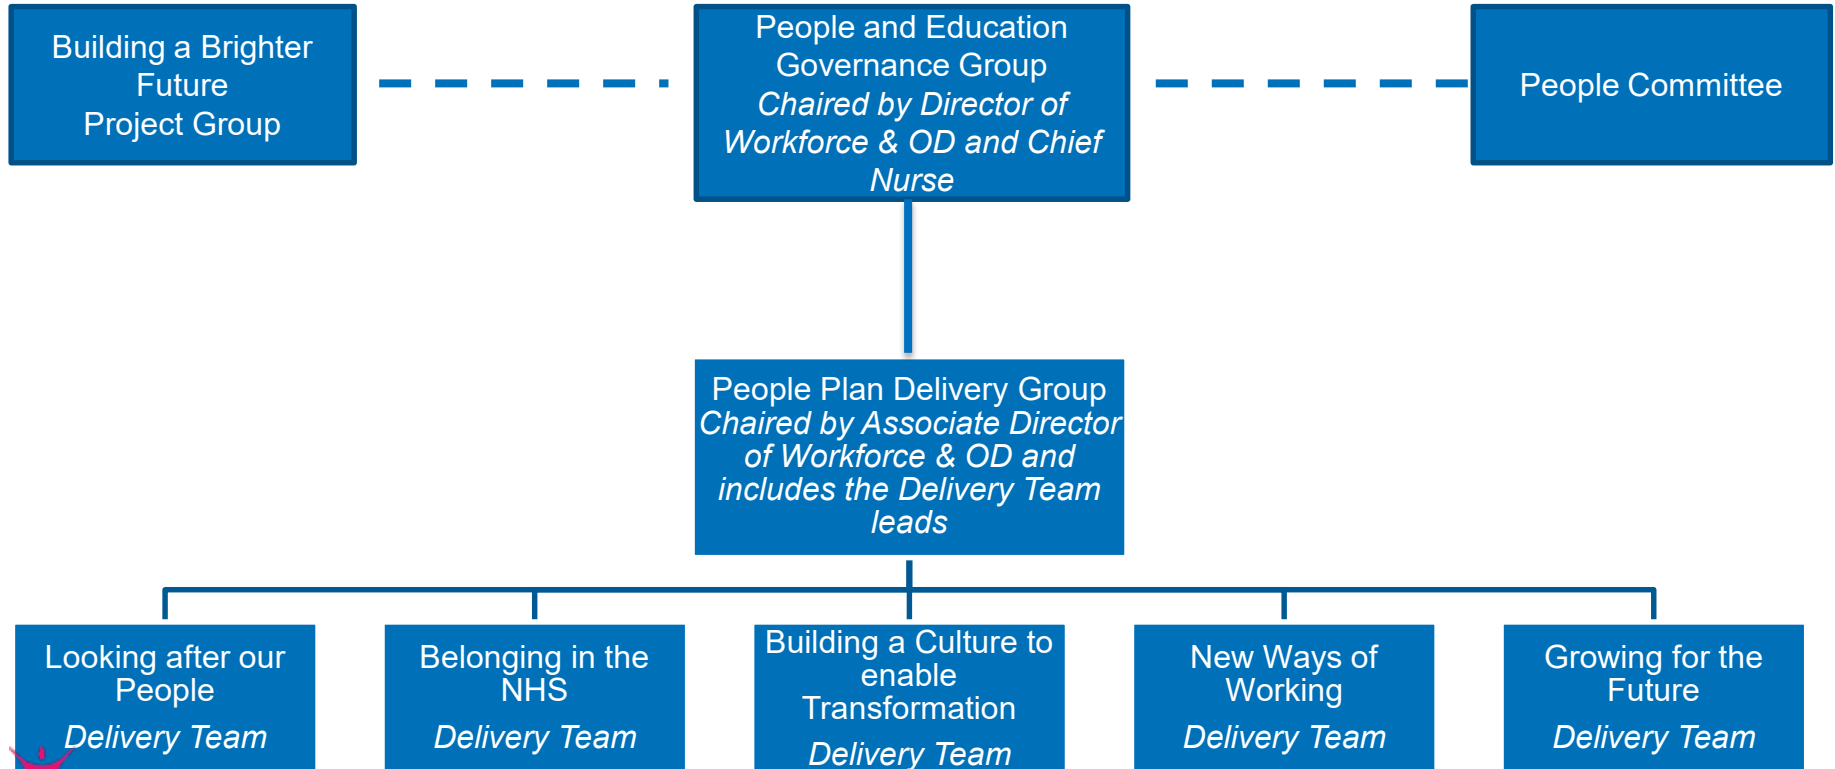 Building a Brighter
Future
Project Group
People and Education
Governance Group
Chaired by Director of
Workforce & OD and Chief
Nurse
People Committee
People Plan Delivery Group
Chaired by Associate Director
of Workforce & OD and
includes the Delivery Team
leads
Looking after our
People
Delivery Team
Belonging in the
NHS
Delivery Team
Building a Culture to
enable
Transformation
Delivery Team
New Ways of
Working
Delivery Team
Growing for the
Future
Delivery Team